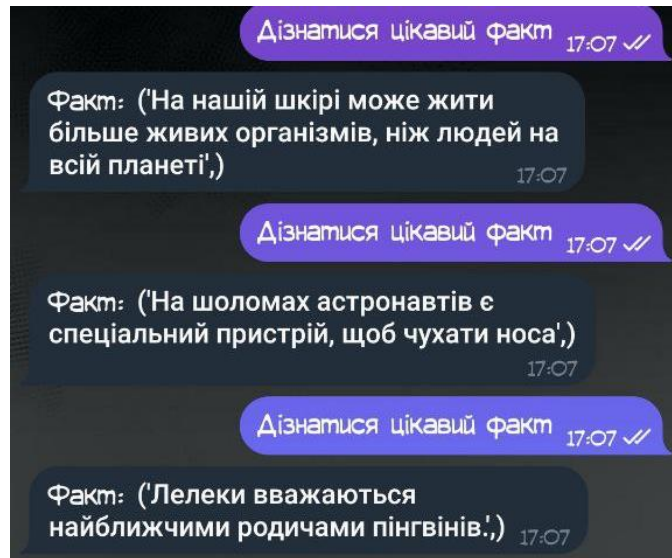 Дізнатися цікавий факт 17:07
Факт: ('На нашій шкірі може жити
більше живих організмів, ніж людей на
всій планеті',)
17:07
Дізнатися цікавий факт 17:07
Факт: ('На шоломах астронавтів є
спеціальний пристрій, щоб чухати носа',)
17:07
Дізнатися цікавий факт 17:07
Факт: ('Лелеки вважаються
найближчими родичами пінгвінів.',) 17:07